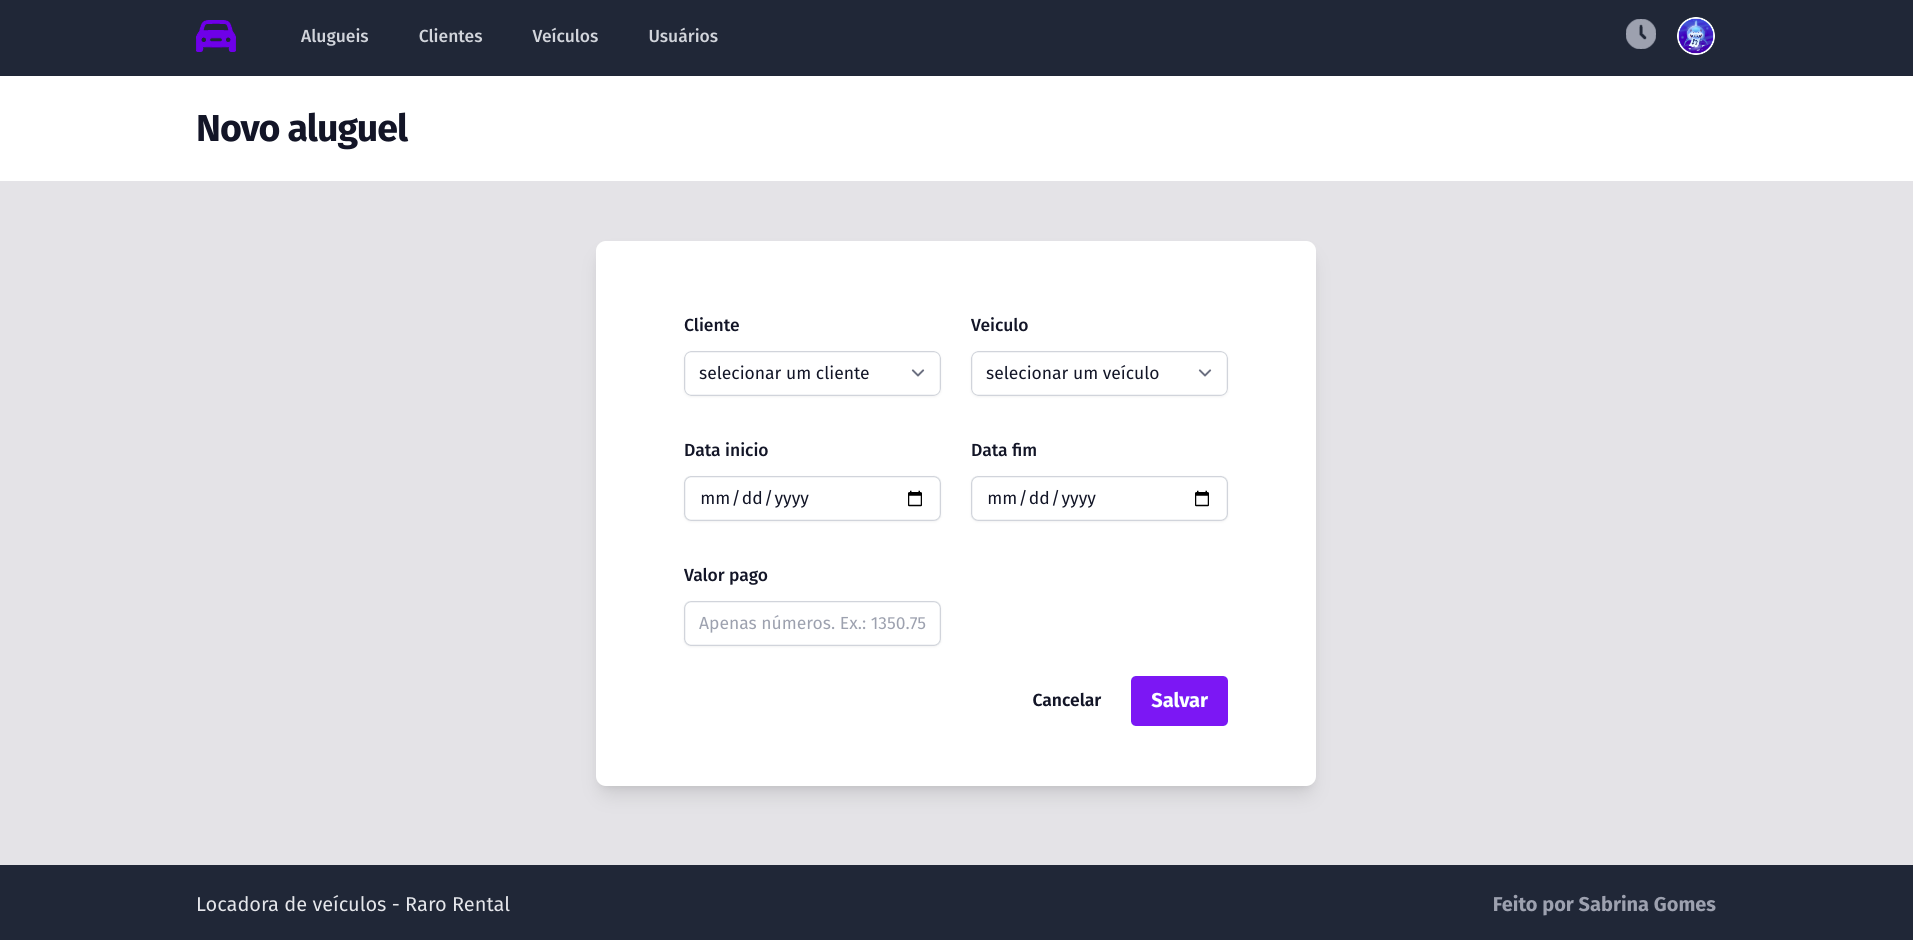 Alugueis Clientes Veículos Usuários
Novo aluguel
Cliente Veiculo
selecionar um cliente selecionar um veículo
Data inicio Data fim
mm/dd/yyyy mm/dd/yyyy
Valor pago
Apenas números. Ex.: 1350.75
Cancelar Salvar
Locadora de veículos - Raro Rental Feito por Sabrina Gomes